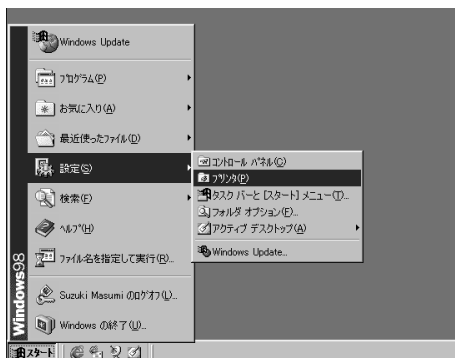 Windows Update
プログラム(P)
お気に入り(A)
最近使ったファイル(D)
設定(S)
検索(F)
ヘルプ(H)
ファイル名を指定して実行(R)...
Suzuki Masumi のログオフ(L)...
Windows の終了(U)...
Windows98
コントロール パネル(C)
プリンタ(P)
タスク バーと [スタート] メニュー(T)...
フォルダ オプション(F)...
アクティブ デスクトップ(A)
Windows Update...
スタート